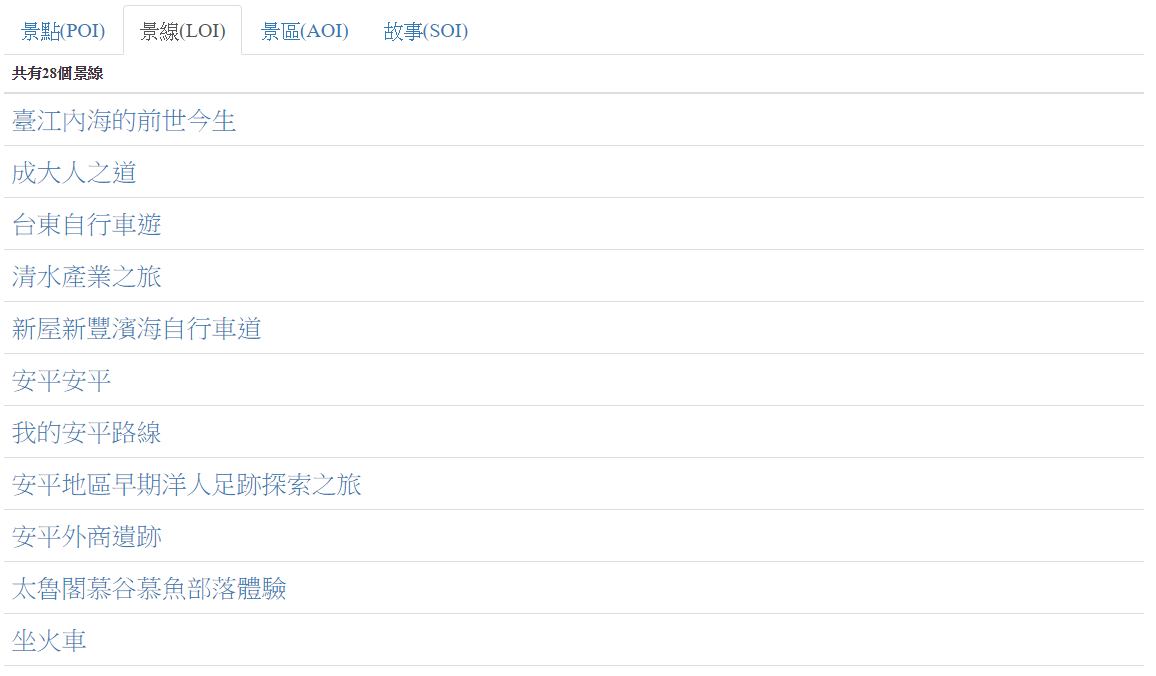 景點(POI) 景線(LOI) 景區(AOI) 故事(SOI)
共有28個景線
臺江內海的前世今生
成大人之道
台東自行車遊
清水產業之旅
新屋新豐濱海自行車道
安平安平
我的安平路線
安平地區早期洋人足跡探索之旅
安平外商遺跡
太魯閣慕谷慕魚部落體驗
坐火車